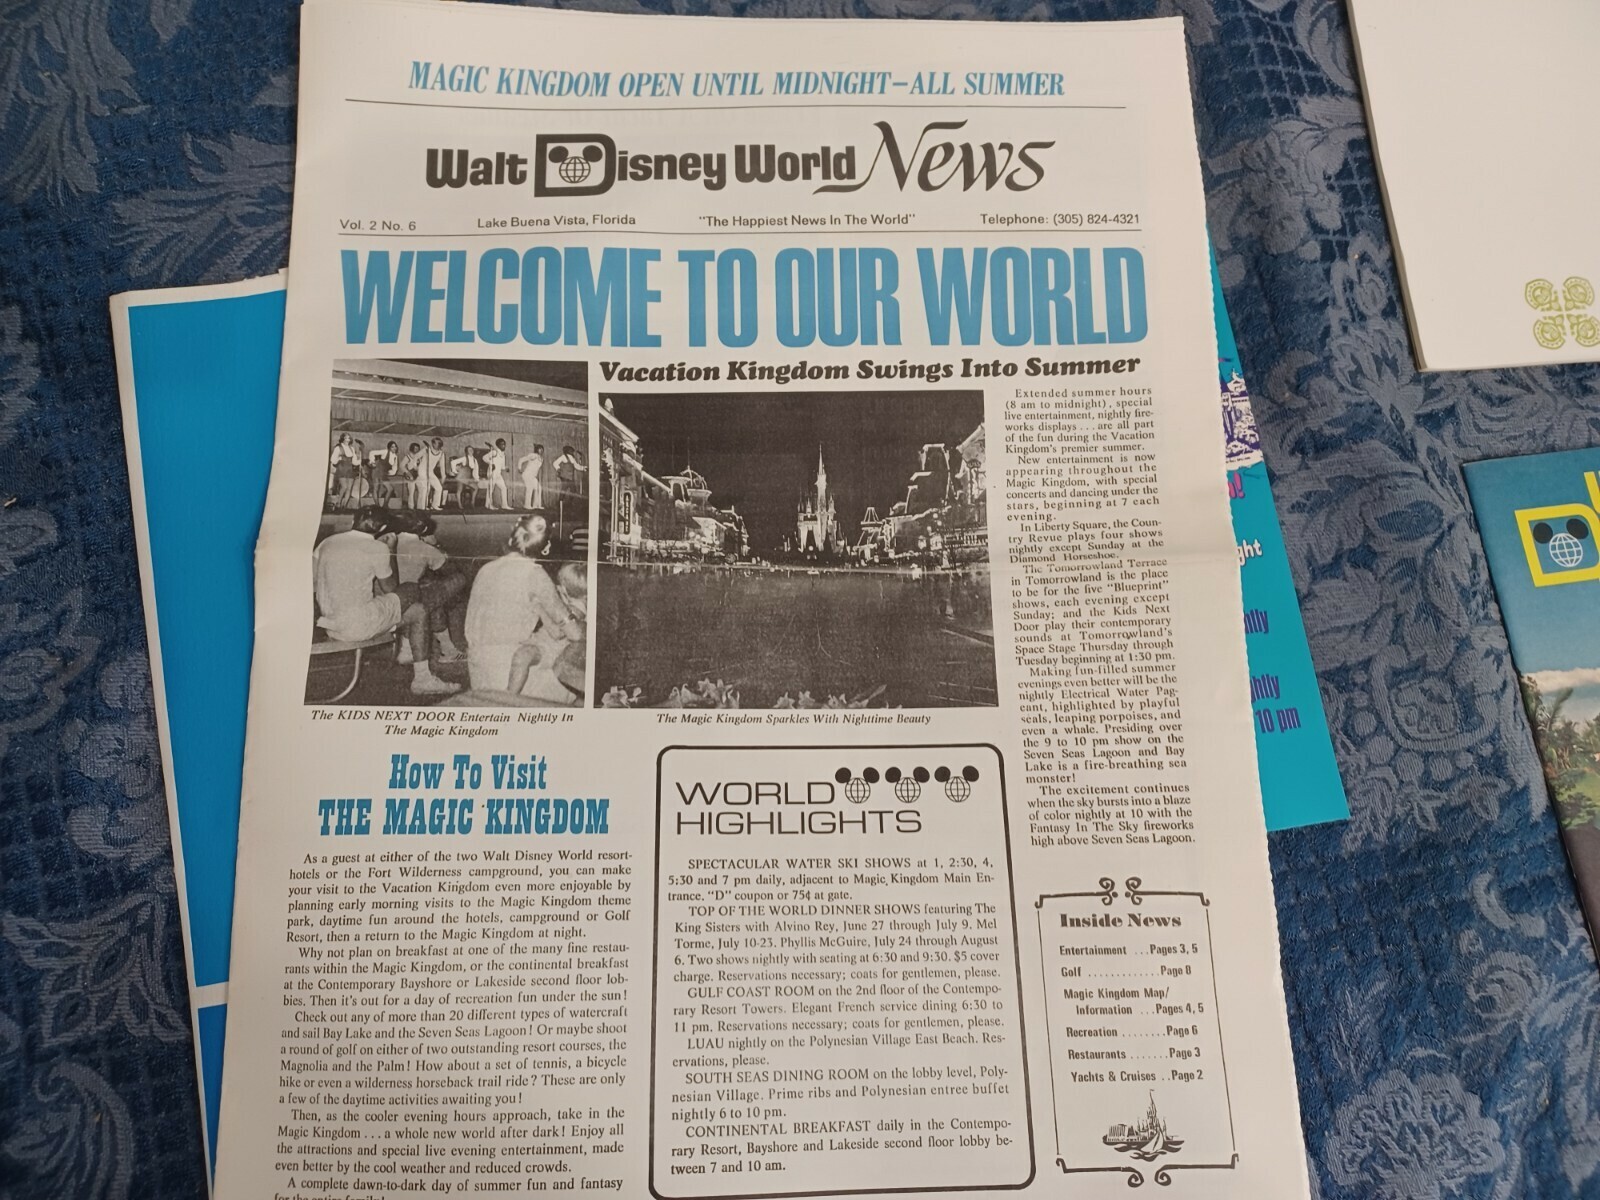 MAGIC KINGDOM OPEN UNTIL MIDNIGHT—ALL SUMMER
Walt Disney World News
Vol. 2 No. 6 Lake Buena Vista, Florida "The Happiest News In The World" Telephone: (305) 824-4321
WELCOME TO OUR WORLD
Vacation Kingdom Swings Into Summer
The KIDS NEXT DOOR Entertain Nightly In
The Magic Kingdom
The Magic Kingdom Sparkles With Nighttime Beauty
Extended summer hours
(8 am to midnight), special
live entertainment, nightly fire-
works displays . . . are all part
of the fun during the Vacation
Kingdom's premier summer.
New entertainment is now
appearing throughout the
Magic Kingdom, with special
concerts and dancing under the
stars, beginning at 7 each
evening.
In Liberty Square, the Coun-
try Revue plays four shows
nightly except Sunday at the
Diamond Horseshoe.
The Tomorrowland Terrace
in Tomorrowland is the place
to be for the five "Blueprint"
shows, each evening except
Sunday; and the Kids Next
Door play their contemporary
sounds at Tomorrowland's
Space Stage Thursday through
Tuesday beginning at 1:30 pm.
Making fun-filled summer
evenings even better will be the
nightly Electrical Water Pag-
eant, highlighted by playful
seals, leaping porpoises, and
even a whale. Presiding over
the 9 to 10 pm show on the
Seven Seas Lagoon and Bay
Lake is a fire-breathing sea
monster!
The excitement continues
when the sky bursts into a blaze
of color nightly at 10 with the
Fantasy In The Sky fireworks
high above Seven Seas Lagoon.
How To Visit
THE MAGIC KINGDOM
As a guest at either of the two Walt Disney World resort-
hotels or the Fort Wilderness campground, you can make
your visit to the Vacation Kingdom even more enjoyable by
planning early morning visits to the Magic Kingdom theme
park, daytime fun around the hotels, campground or Golf
Resort, then a return to the Magic Kingdom at night.
Why not plan on breakfast at one of the many fine restau-
rants within the Magic Kingdom, or the continental breakfast
at the Contemporary Bayshore or Lakeside second floor lob-
bies. Then it's out for a day of recreation fun under the sun!
Check out any of more than 20 different types of watercraft
and sail Bay Lake and the Seven Seas Lagoon! Or maybe shoot
a round of golf on either of two outstanding resort courses, the
Magnolia and the Palm! How about a set of tennis, a bicycle
hike or even a wilderness horseback trail ride? These are only
a few of the daytime activities awaiting you!
Then, as the cooler evening hours approach, take in the
Magic Kingdom . . . a whole new world after dark! Enjoy all
the attractions and special live evening entertainment, made
even better by the cool weather and reduced crowds.
A complete dawn-to-dark day of summer fun and fantasy
for the entire family!
WORLD
HIGHLIGHTS
SPECTACULAR WATER SKI SHOWS at 1, 2:30, 4,
5:30 and 7 pm daily, adjacent to Magic Kingdom Main En-
trance. "D" coupon or 75¢ at gate.
TOP OF THE WORLD DINNER SHOWS featuring The
King Sisters with Alvino Rey, June 27 through July 9. Mel
Torme, July 10-23. Phyllis McGuire, July 24 through August
6. Two shows nightly with seating at 6:30 and 9:30. $5 cover
charge. Reservations necessary; coats for gentlemen, please.
GULF COAST ROOM on the 2nd floor of the Contempo-
rary Resort Towers. Elegant French service dining 6:30 to
11 pm. Reservations necessary; coats for gentlemen, please.
LUAU nightly on the Polynesian Village East Beach. Res-
ervations, please.
SOUTH SEAS DINING ROOM on the lobby level, Poly-
nesian Village. Prime ribs and Polynesian entree buffet
nightly 6 to 10 pm.
CONTINENTAL BREAKFAST daily in the Contempo-
rary Resort, Bayshore and Lakeside second floor lobby be-
tween 7 and 10 am.
Inside News
Entertainment . . . Pages 3, 5
Golf . . . . . . . . . . . . Page 8
Magic Kingdom Map/
Information . . . Pages 4, 5
Recreation . . . . . . . . Page 6
Restaurants . . . . . . . Page 3
Yachts & Cruises . . Page 2
10 pm